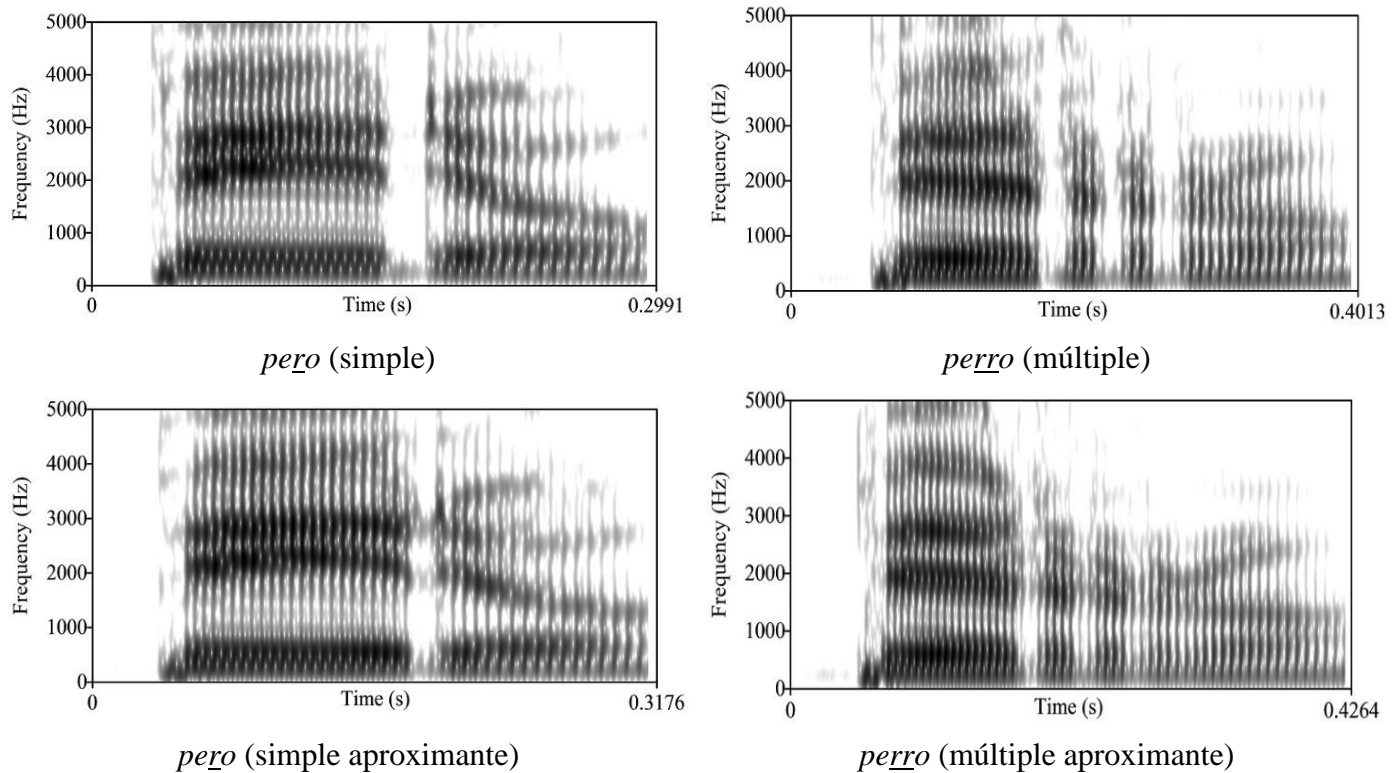 5000
4000
3000
2000
1000
0
Frequency (Hz)
0
Time (s)
0.2991
pero (simple)
5000
4000
3000
2000
1000
0
Frequency (Hz)
0
Time (s)
0.4013
perro (múltiple)
5000
4000
3000
2000
1000
0
Frequency (Hz)
0
Time (s)
0.3176
pero (simple aproximante)
5000
4000
3000
2000
1000
0
Frequency (Hz)
0
Time (s)
0.4264
perro (múltiple aproximante)